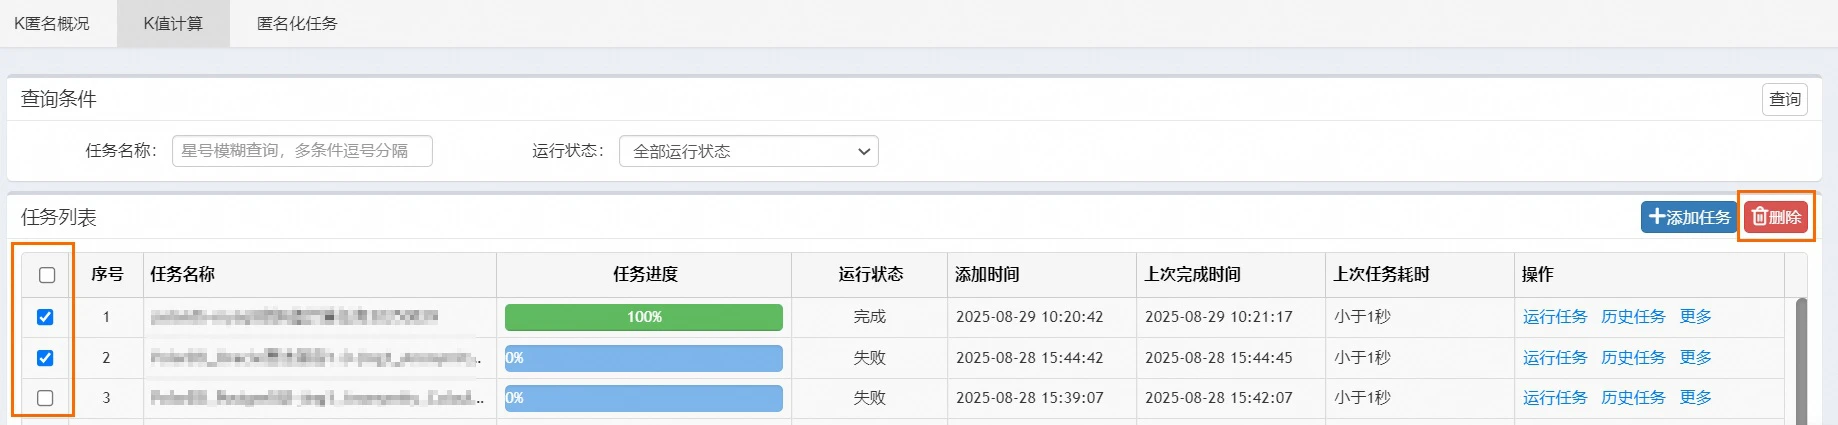 K匿名概况 K值计算 匿名化任务
查询条件 查询
任务名称： 星号模糊查询，多条件逗号分隔 运行状态： 全部运行状态
任务列表 添加任务 删除
序号 任务名称 任务进度 运行状态 添加时间 上次完成时间 上次任务耗时 操作
1 100% 完成 2025-08-29 10:20:42 2025-08-29 10:21:17 小于1秒 运行任务 历史任务 更多
2 0% 失败 2025-08-28 15:44:42 2025-08-28 15:44:45 小于1秒 运行任务 历史任务 更多
3 0% 失败 2025-08-28 15:39:07 2025-08-28 15:42:07 小于1秒 运行任务 历史任务 更多